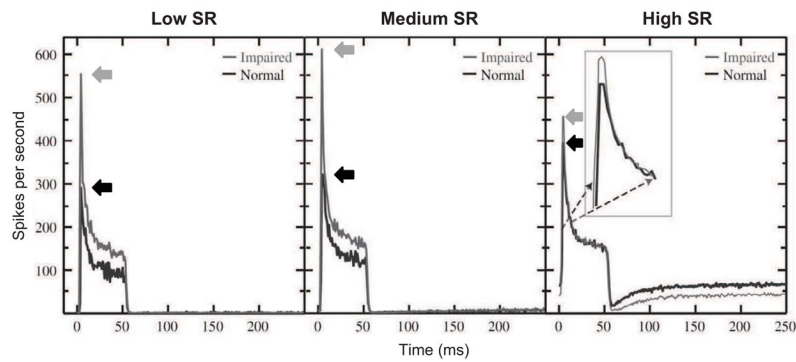 Low SR
Medium SR
High SR
Spikes per second
600
500
400
300
200
100
Impaired
Normal
Impaired
Normal
Impaired
Normal
0
50
100
150
200
0
50
100
150
200
0
50
100
150
200
250
Time (ms)